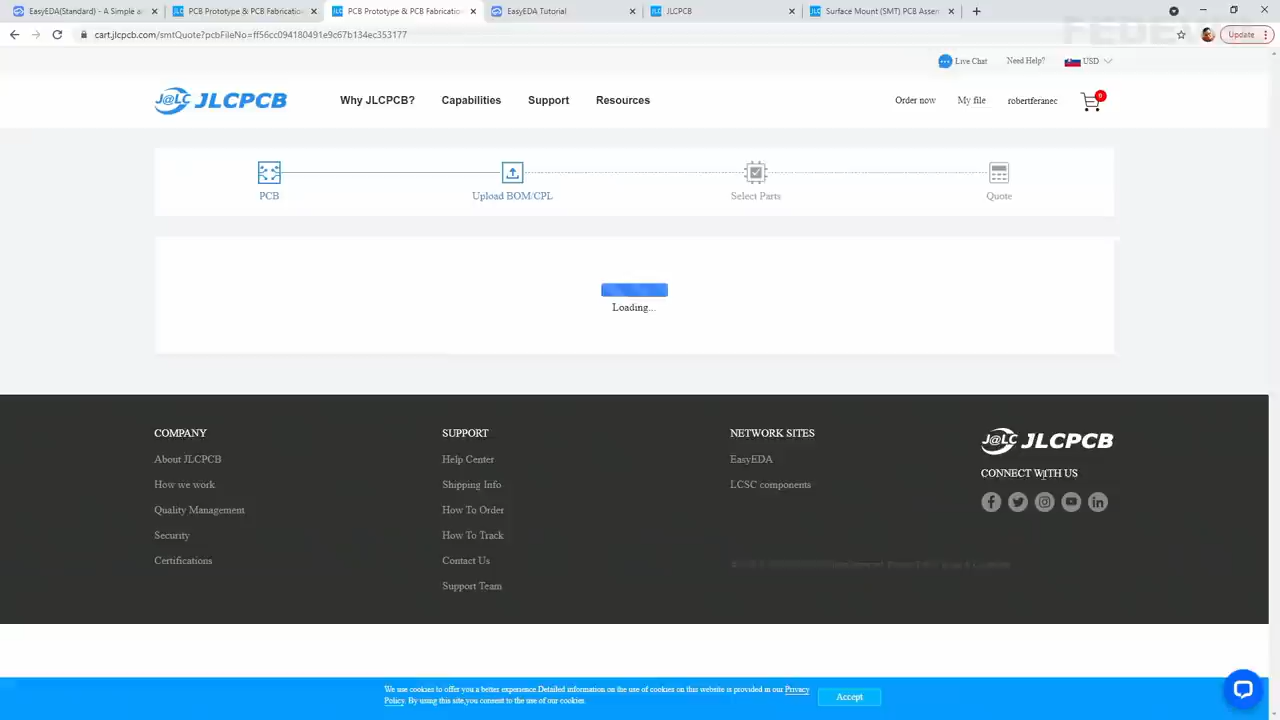 EasyEDA(Standard) - A Simple a
PCB Prototype & PCB Fabricatio
PCB Prototype & PCB Fabricatio
EasyEDA Tutorial
JLCPCB
Surface Mount (SMT) PCB Assem
cart.jlcpcb.com/smtQuote?pcbFileNo=ff56cc094180491e9c67b134ec353177
Update
FEDEVEL
Live Chat
Need Help?
USD
J@LC JLCPCB
Why JLCPCB?
Capabilities
Support
Resources
Order now
My file
robertferanec
0
PCB
Upload BOM/CPL
Select Parts
Quote
Loading...
COMPANY
About JLCPCB
How we work
Quality Management
Security
Certifications
SUPPORT
Help Center
Shipping Info
How To Order
How To Track
Contact Us
Support Team
NETWORK SITES
EasyEDA
LCSC components
J@LC JLCPCB
CONNECT WITH US
We use cookies to offer you a better experience.Detailed information on the use of cookies on this website is provided in our Privacy
Policy. By using this site,you consent to the use of our cookies.
Accept